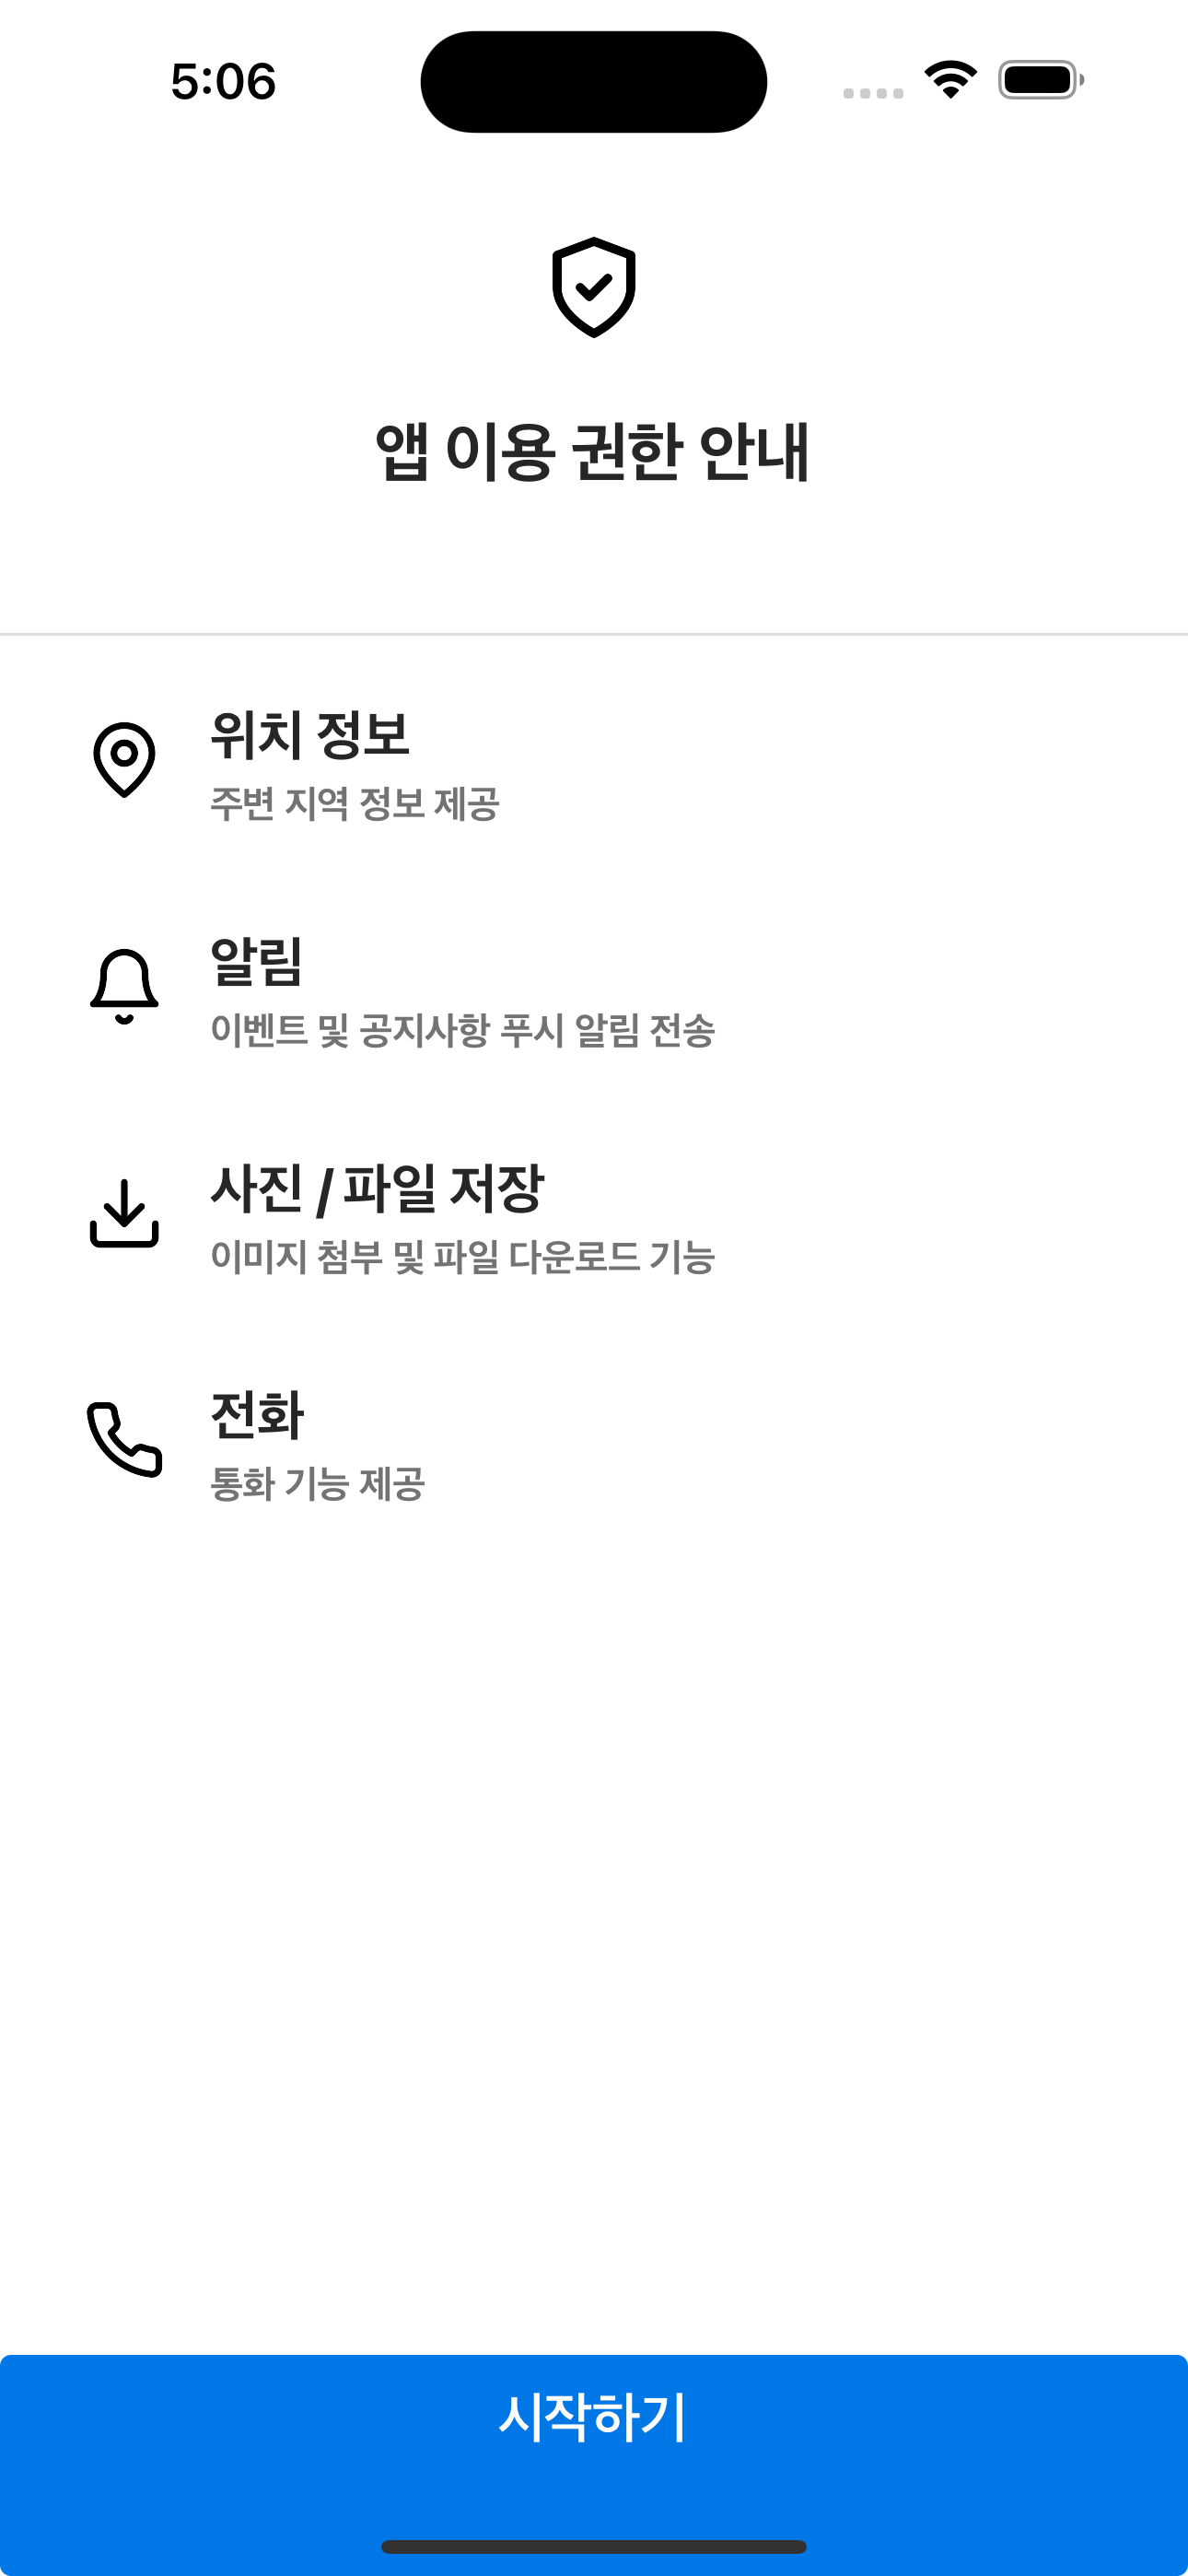 5:06
앱 이용 권한 안내
위치 정보
주변 지역 정보 제공
알림
이벤트 및 공지사항 푸시 알림 전송
사진 / 파일 저장
이미지 첨부 및 파일 다운로드 기능
전화
통화 기능 제공
시작하기